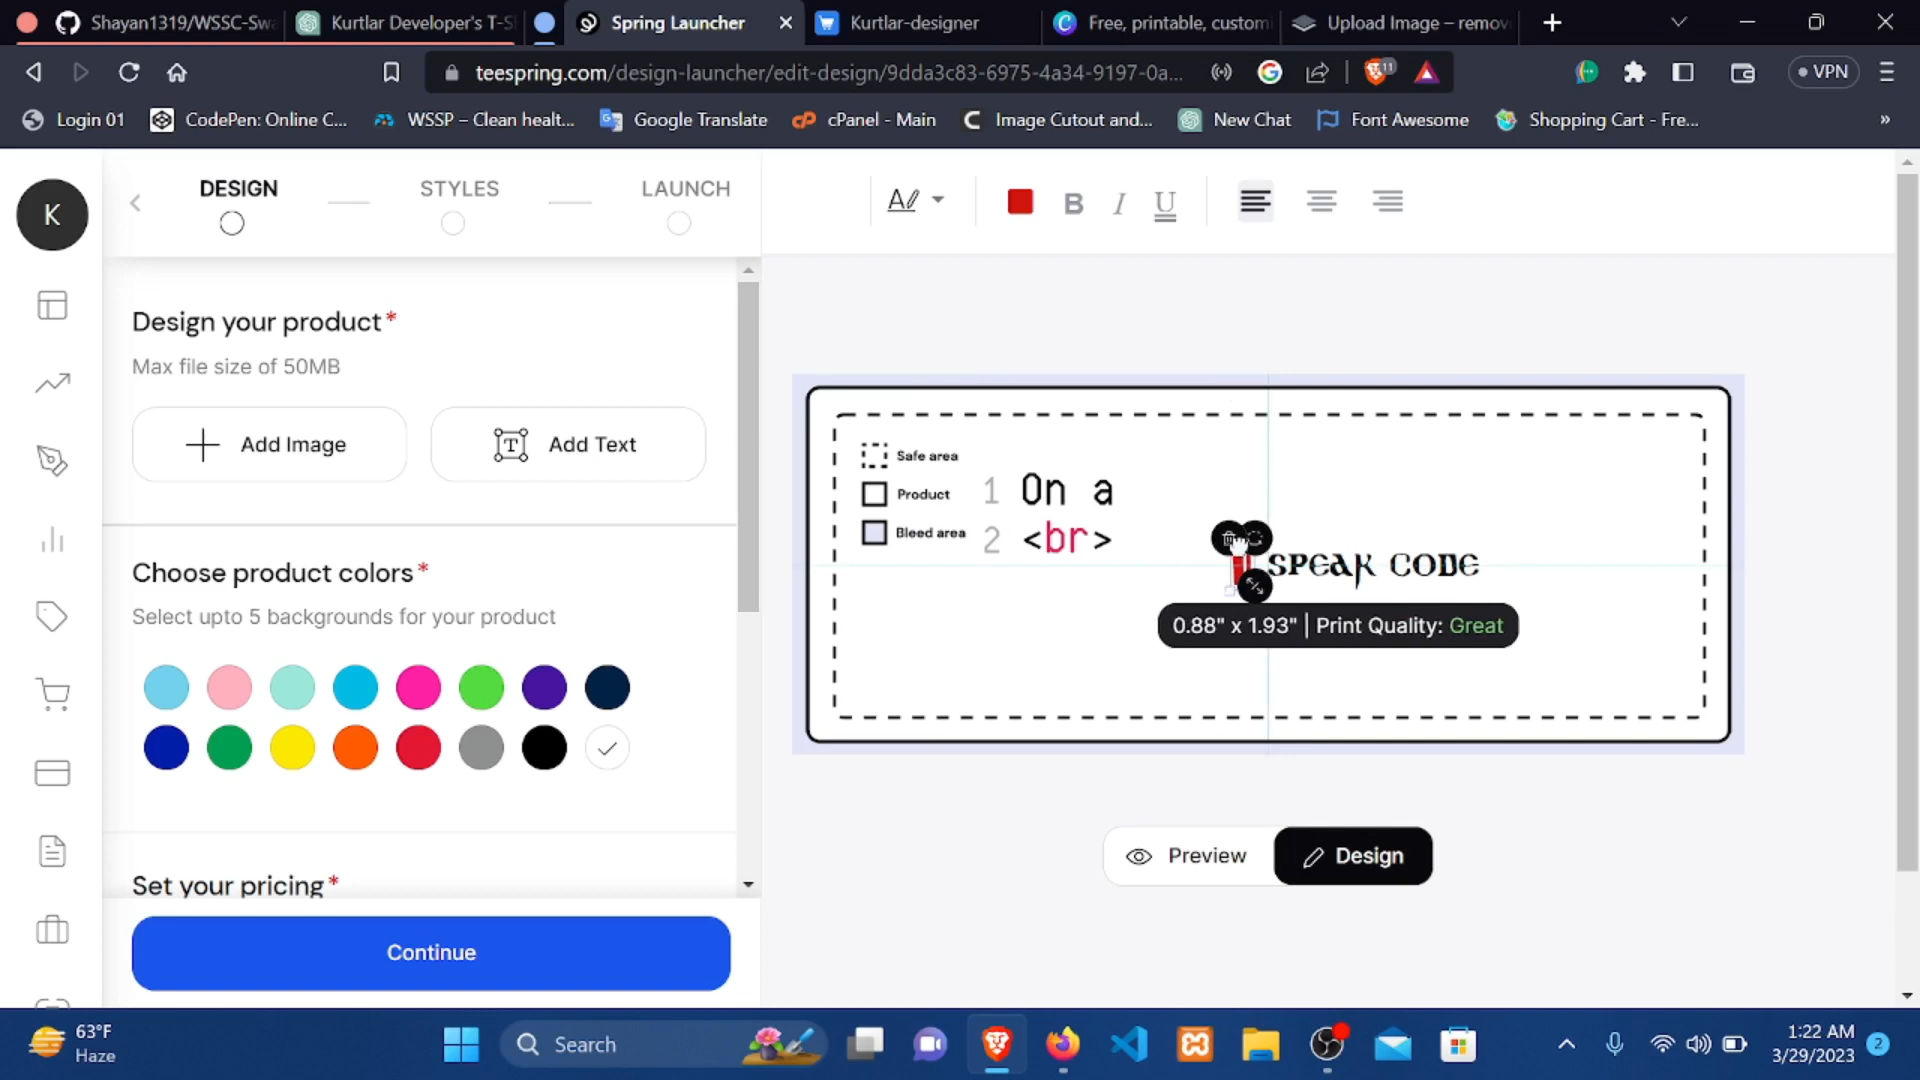 Shayan1319/WSSC-Swa
Kurtlar Developer's T-S
Spring Launcher
Kurtlar-designer
Free, printable, custom
Upload Image – remov
teespring.com/design-launcher/edit-design/9dda3c83-6975-4a34-9197-0a...
11
VPN
Login 01
CodePen: Online C...
WSSP – Clean healt...
Google Translate
cPanel - Main
Image Cutout and...
New Chat
Font Awesome
Shopping Cart - Fre...
»
K
DESIGN
STYLES
LAUNCH
B I U
Design your product*
Max file size of 50MB
Add Image
Add Text
Choose product colors*
Select upto 5 backgrounds for your product
Set your pricing*
Continue
Safe area
Product
Bleed area
1 On a
2 <br>
I SPEAK CODE
0.88" x 1.93" | Print Quality: Great
Preview
Design
63°F
Haze
Search
1:22 AM
3/29/2023
2